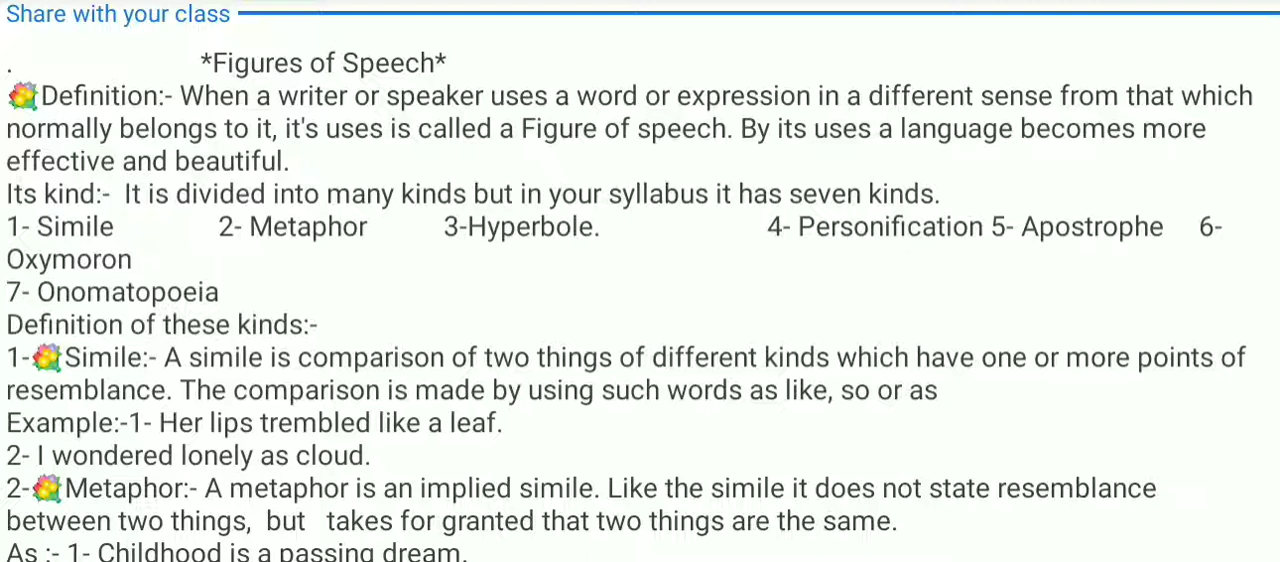 Share with your class
. *Figures of Speech*
Definition:- When a writer or speaker uses a word or expression in a different sense from that which
normally belongs to it, it's uses is called a Figure of speech. By its uses a language becomes more
effective and beautiful.
Its kind:- It is divided into many kinds but in your syllabus it has seven kinds.
1- Simile 2- Metaphor 3-Hyperbole. 4- Personification 5- Apostrophe 6-
Oxymoron
7- Onomatopoeia
Definition of these kinds:-
1-Simile:- A simile is comparison of two things of different kinds which have one or more points of
resemblance. The comparison is made by using such words as like, so or as
Example:-1- Her lips trembled like a leaf.
2- I wondered lonely as cloud.
2-Metaphor:- A metaphor is an implied simile. Like the simile it does not state resemblance
between two things, but takes for granted that two things are the same.
As :- 1- Childhood is a passing dream.